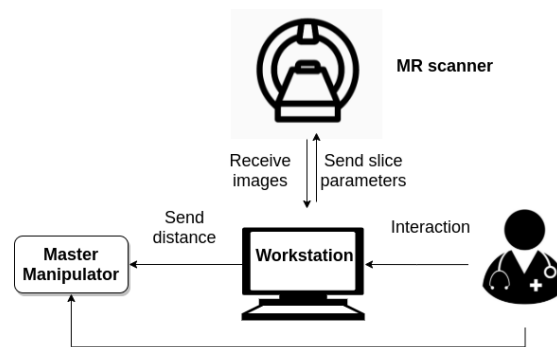 MR scanner
Receive
images
Send slice
parameters
Send
distance
Interaction
Workstation
Master
Manipulator